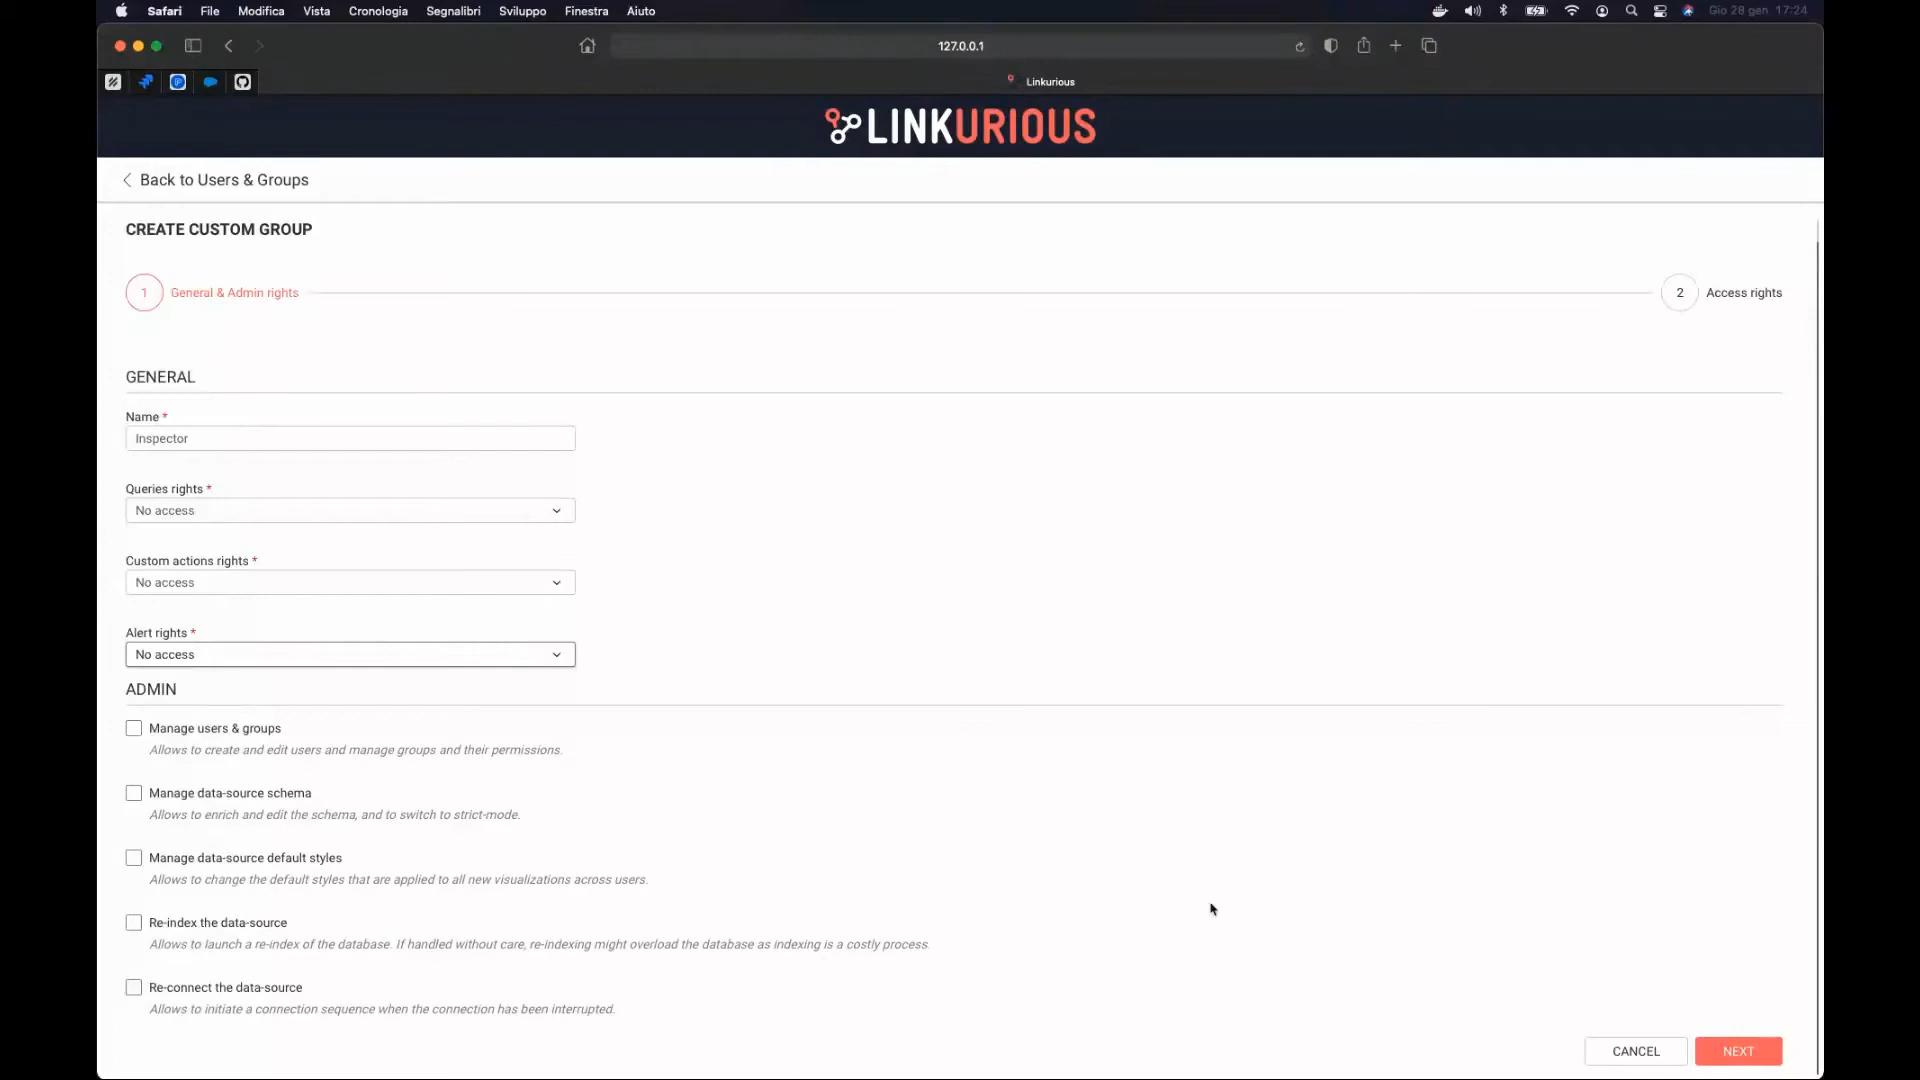 Safari File Modifica Vista Cronologia Segnalibri Sviluppo Finestra Aiuto Gio 28 gen 17:24
127.0.0.1
Linkurious
LINKURIOUS
Back to Users & Groups
CREATE CUSTOM GROUP
1 General & Admin rights 2 Access rights
GENERAL
Name *
Inspector
Queries rights *
No access
Custom actions rights *
No access
Alert rights *
No access
ADMIN
Manage users & groups
Allows to create and edit users and manage groups and their permissions.
Manage data-source schema
Allows to enrich and edit the schema, and to switch to strict-mode.
Manage data-source default styles
Allows to change the default styles that are applied to all new visualizations across users.
Re-index the data-source
Allows to launch a re-index of the database. If handled without care, re-indexing might overload the database as indexing is a costly process.
Re-connect the data-source
Allows to initiate a connection sequence when the connection has been interrupted.
CANCEL NEXT